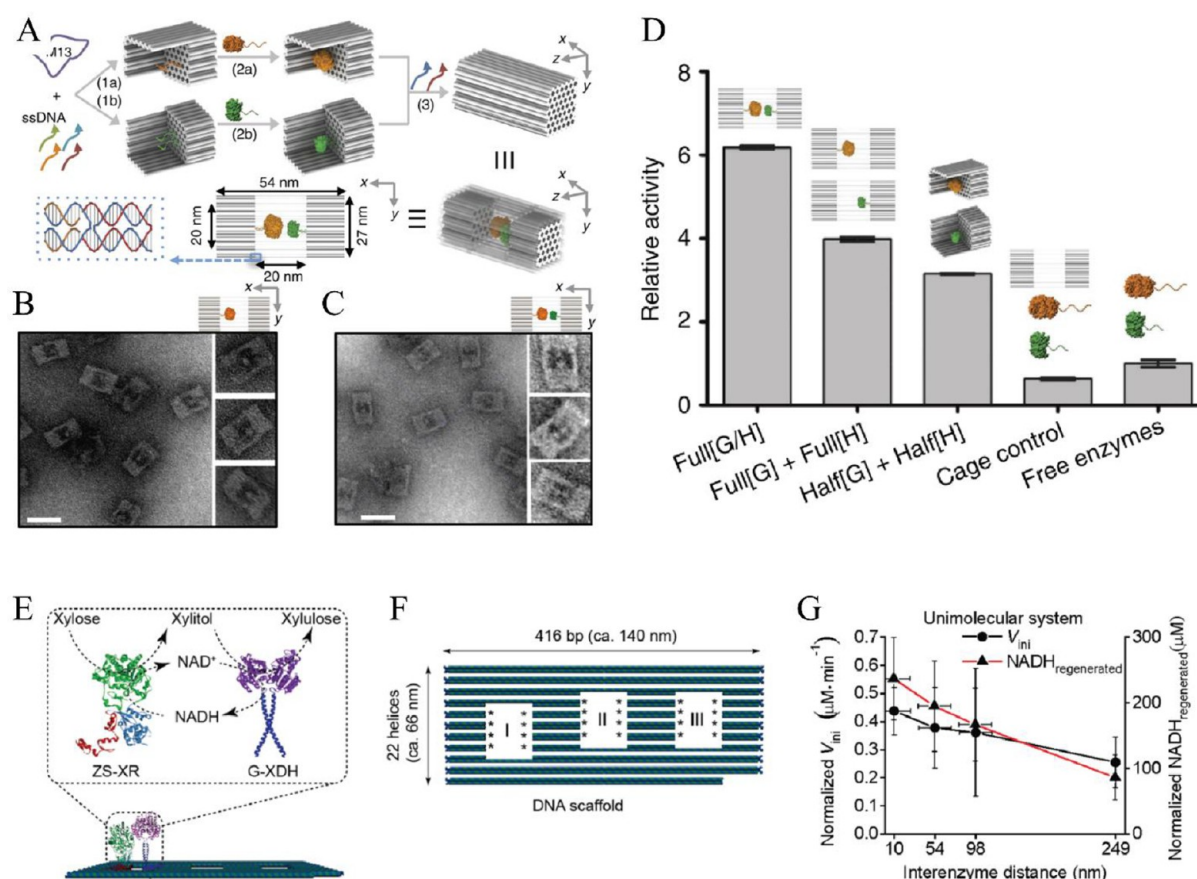 A
M13
+
ssDNA
(1a)
(1b)
(2a)
(2b)
(3)
x
z
y
54 nm
20 nm
27 nm
20 nm
x
y
x
z
y
B
x
y
C
x
y
D
Relative activity
8
6
4
2
0
Full[G/H]
Full[G] + Full[H]
Half[G] + Half[H]
Cage control
Free enzymes
E
Xylose
Xylitol
Xylulose
NAD⁺
NADH
ZS-XR
G-XDH
F
416 bp (ca. 140 nm)
22 helices
(ca. 66 nm)
I
II
III
DNA scaffold
G
Unimolecular system
Vini
NADHregenerated
Normalized Vini (μM·min⁻¹)
0.7
0.6
0.5
0.4
0.3
0.2
0.1
0.0
300
200
100
0
Normalized NADHregenerated(μM)
10
54
98
249
Interenzyme distance (nm)